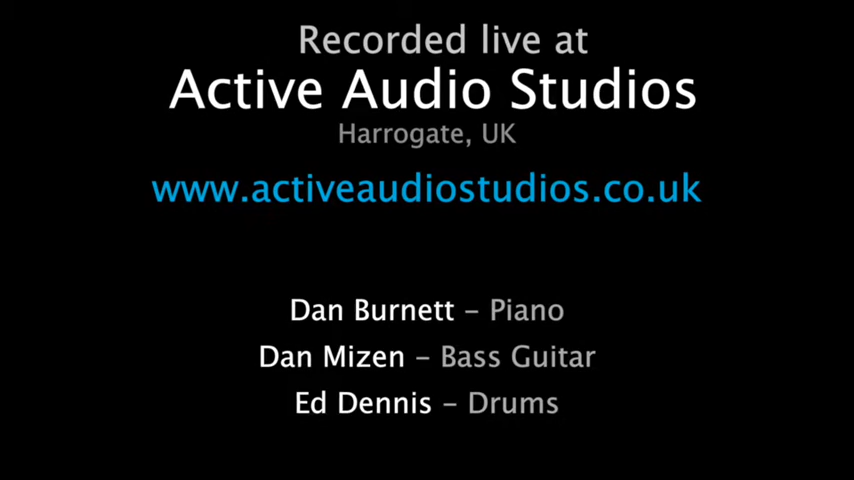 Recorded live at
Active Audio Studios
Harrogate, UK
www.activeaudiostudios.co.uk
Dan Burnett – Piano
Dan Mizen – Bass Guitar
Ed Dennis – Drums